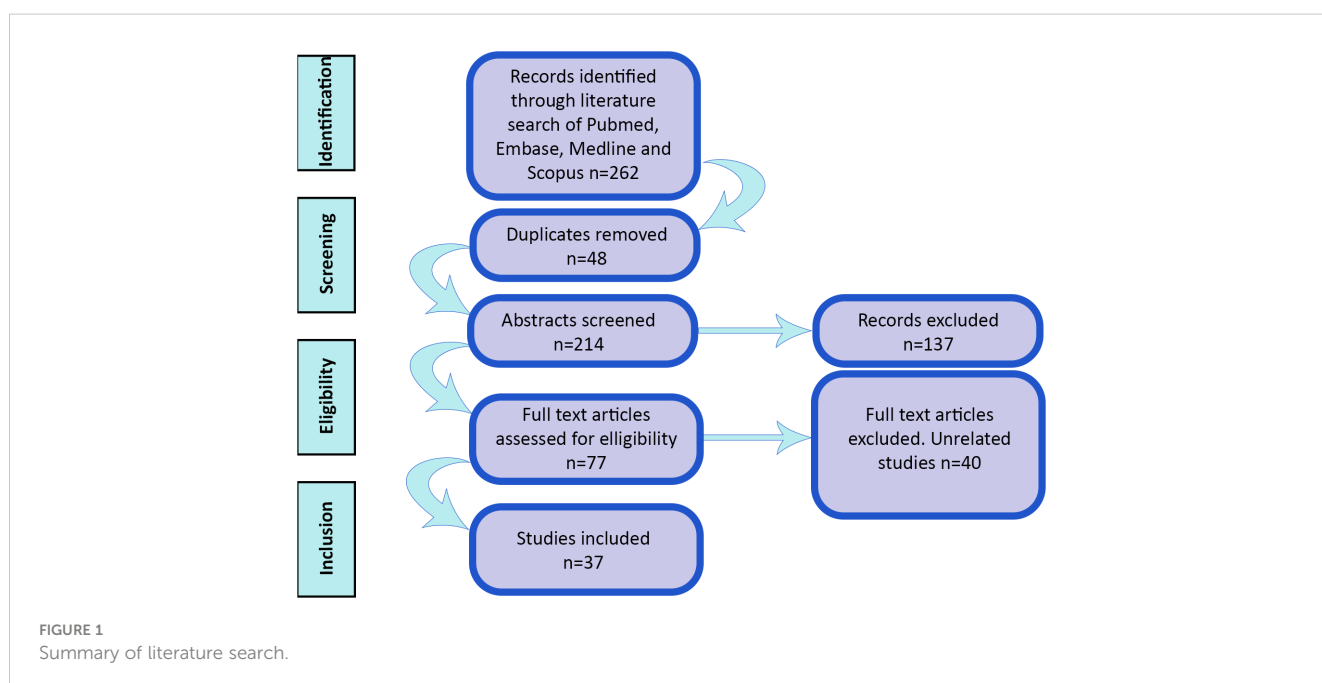 Identification
Records identified
through literature
search of Pubmed,
Embase, Medline and
Scopus n=262
Screening
Duplicates removed
n=48
Abstracts screened
n=214
Records excluded
n=137
Eligibility
Full text articles
assessed for elligibility
n=77
Full text articles
excluded. Unrelated
studies n=40
Inclusion
Studies included
n=37
FIGURE 1
Summary of literature search.